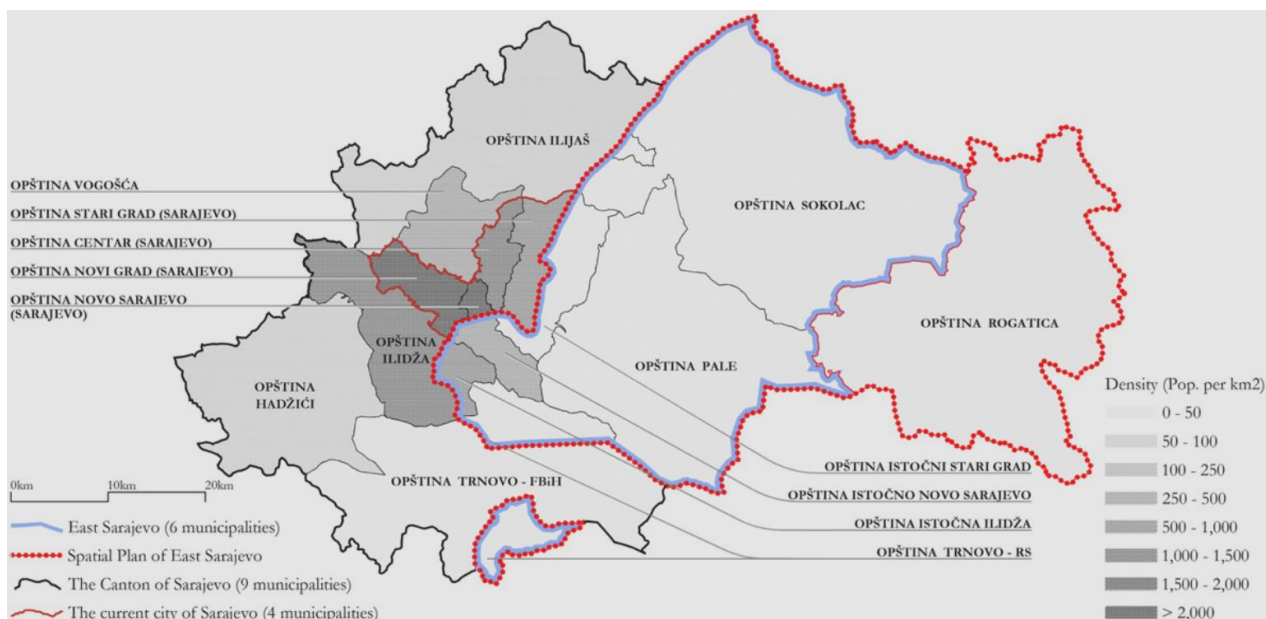 OPŠTINA ILIJAŠ
OPŠTINA VOGOŠĆA
OPŠTINA STARI GRAD (SARAJEVO)
OPŠTINA CENTAR (SARAJEVO)
OPŠTINA NOVI GRAD (SARAJEVO)
OPŠTINA NOVO SARAJEVO
(SARAJEVO)
OPŠTINA SOKOLAC
OPŠTINA ROGATICA
OPŠTINA
ILIDŽA
OPŠTINA PALE
OPŠTINA
HADŽIĆI
OPŠTINA TRNOVO - FBiH
OPŠTINA ISTOČNI STARI GRAD
OPŠTINA ISTOČNO NOVO SARAJEVO
OPŠTINA ISTOČNA ILIDŽA
OPŠTINA TRNOVO - RS
0km 10km 20km
East Sarajevo (6 municipalities)
Spatial Plan of East Sarajevo
The Canton of Sarajevo (9 municipalities)
The current city of Sarajevo (4 municipalities)
Density (Pop. per km2)
0 - 50
50 - 100
100 - 250
250 - 500
500 - 1,000
1,000 - 1,500
1,500 - 2,000
> 2,000